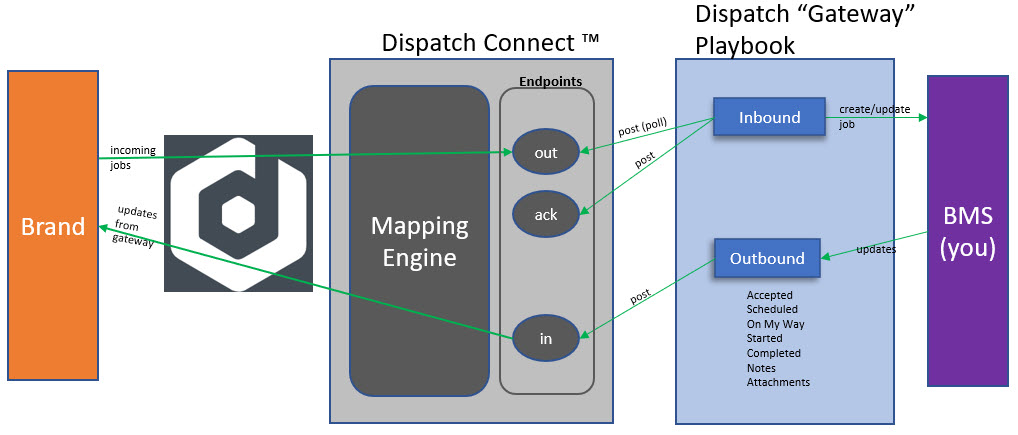 Dispatch Connect ™
Dispatch “Gateway”
Playbook
Endpoints
Brand
incoming
jobs
updates
from
gateway
Mapping
Engine
out
ack
in
post (poll)
post
post
Inbound
create/update
job
Outbound
updates
Accepted
Scheduled
On My Way
Started
Completed
Notes
Attachments
BMS
(you)